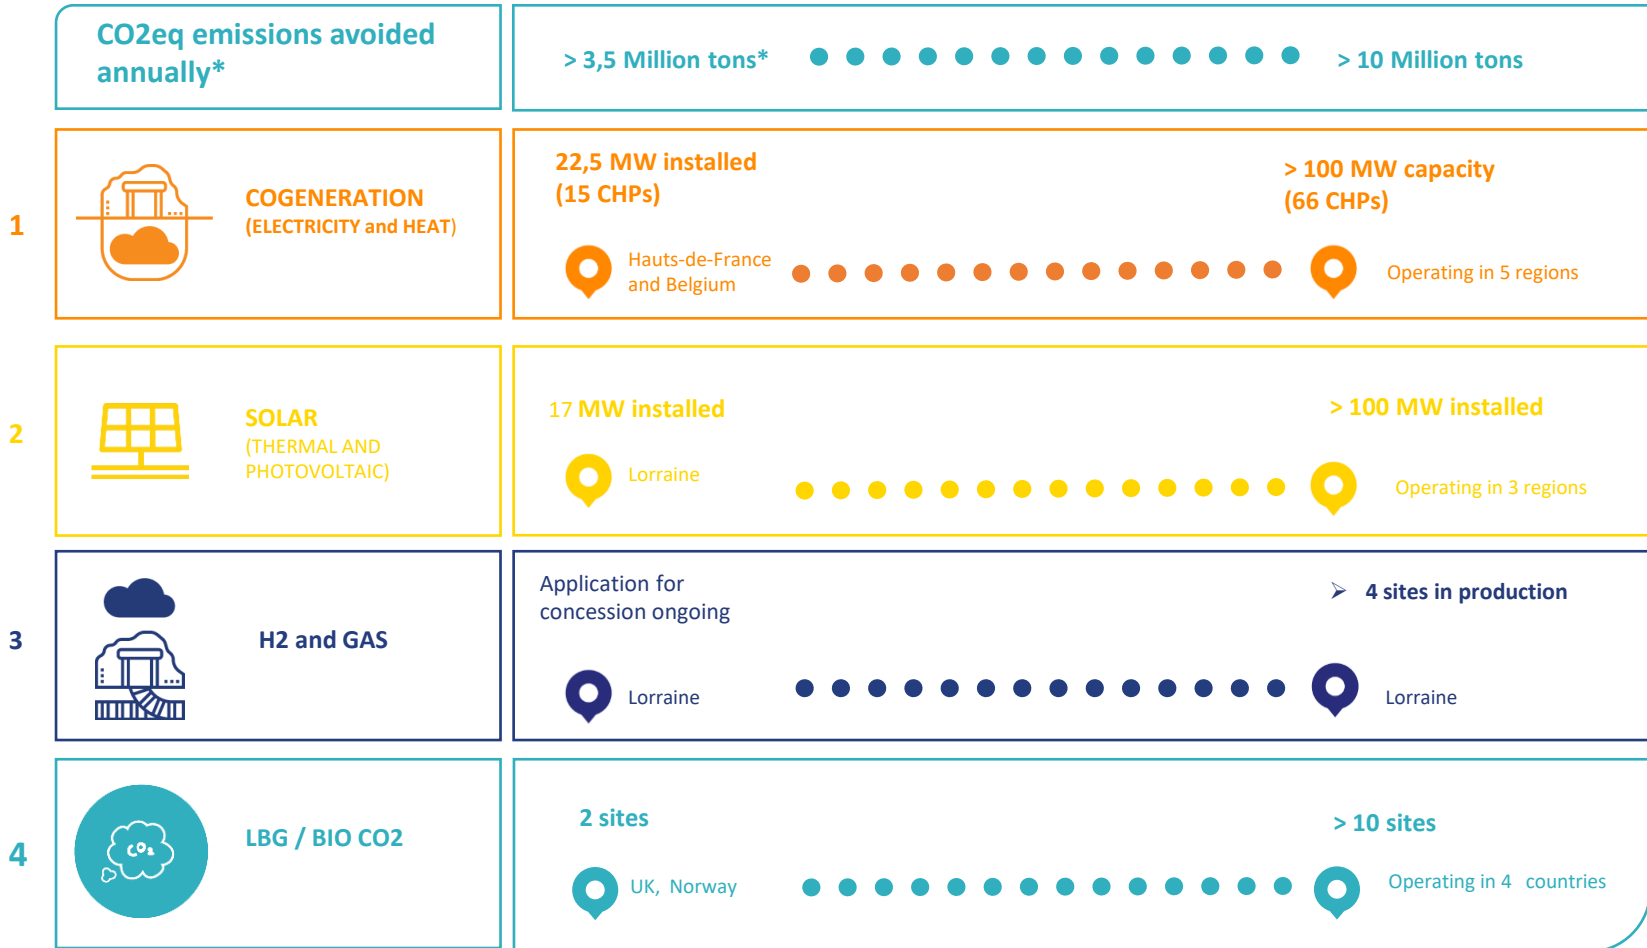 CO2eq emissions avoided
annually*
> 3,5 Million tons*
> 10 Million tons
1
COGENERATION
(ELECTRICITY and HEAT)
22,5 MW installed
(15 CHPs)
> 100 MW capacity
(66 CHPs)
Hauts-de-France
and Belgium
Operating in 5 regions
2
SOLAR
(THERMAL AND
PHOTOVOLTAIC)
17 MW installed
> 100 MW installed
Lorraine
Operating in 3 regions
3
H2 and GAS
Application for
concession ongoing
➢ 4 sites in production
Lorraine
Lorraine
4
CO₂
LBG / BIO CO2
2 sites
> 10 sites
UK, Norway
Operating in 4 countries